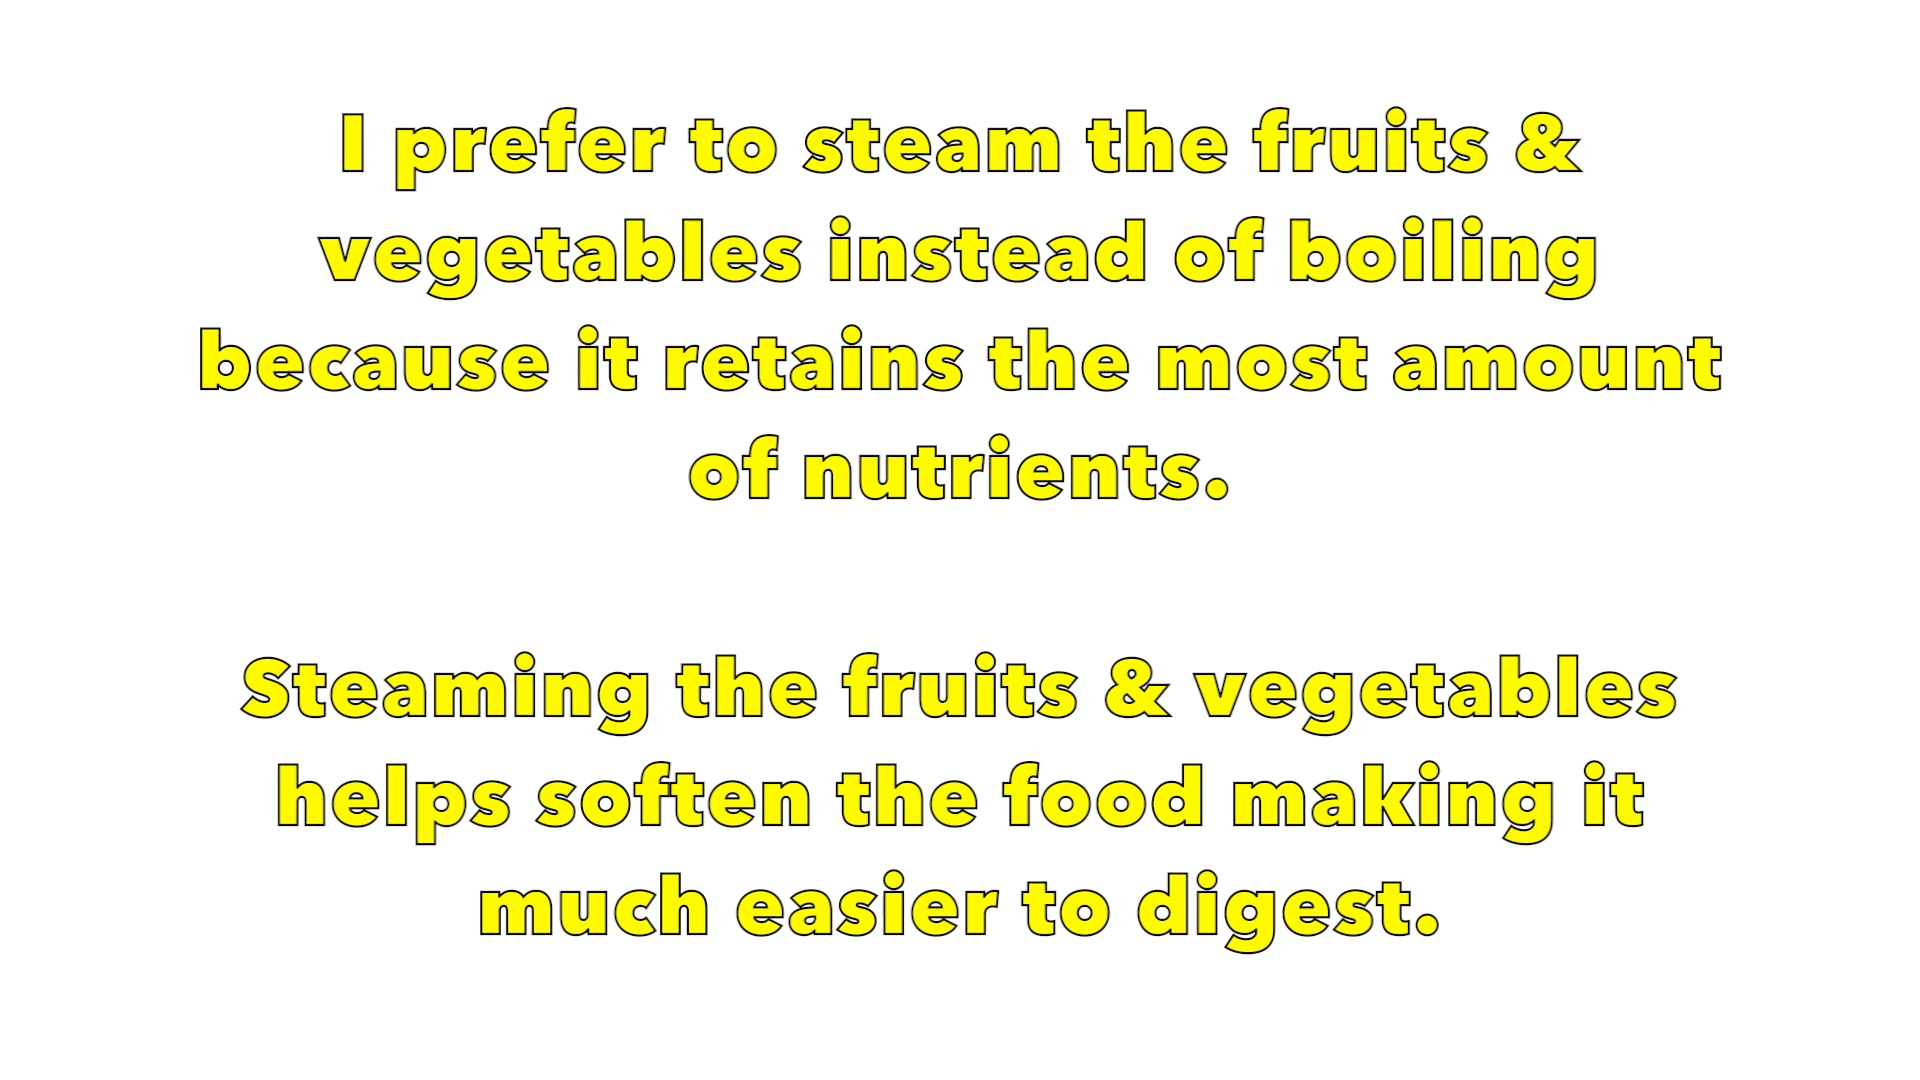 I prefer to steam the fruits &
vegetables instead of boiling
because it retains the most amount
of nutrients.
Steaming the fruits & vegetables
helps soften the food making it
much easier to digest.